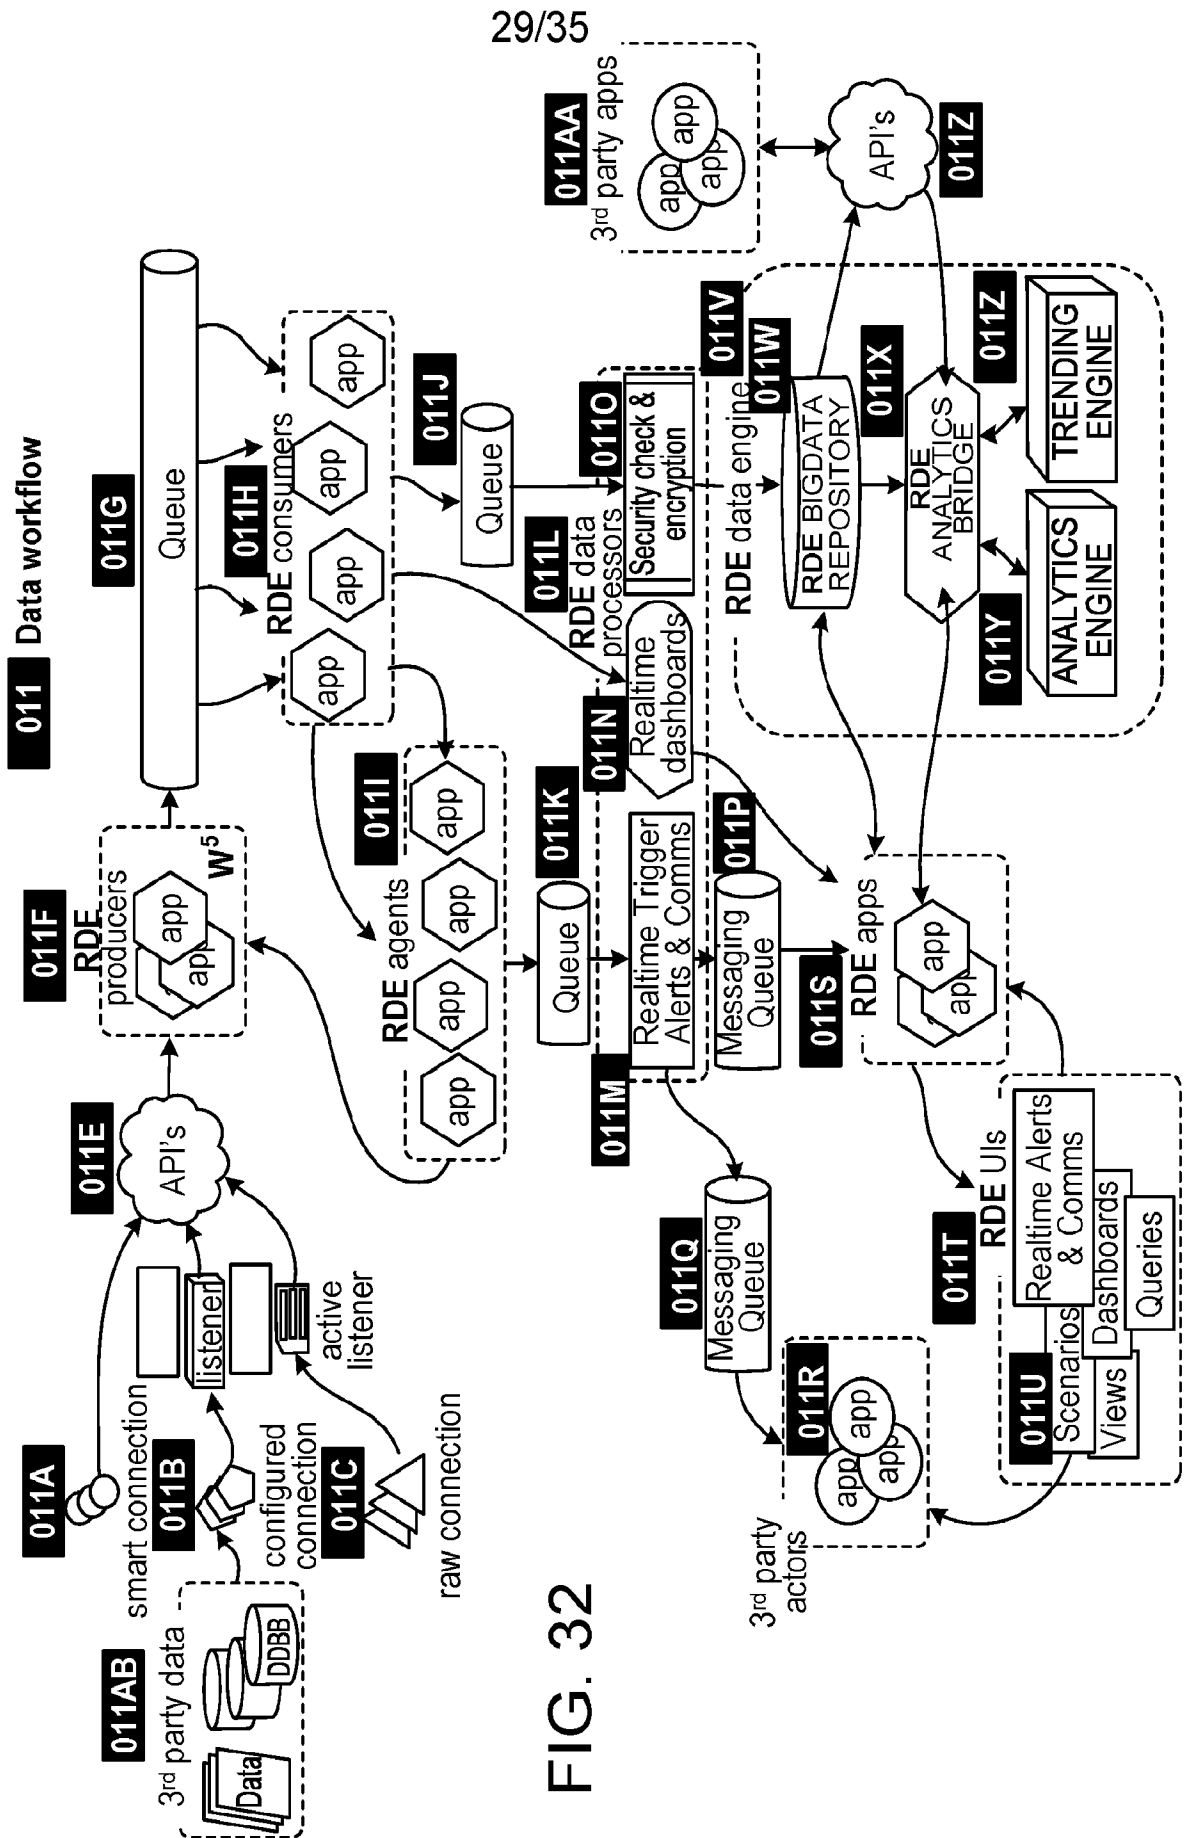 29/35
011 Data workflow
011AB
3rd party data
Data
DDBB
011A
smart connection
011B
configured
connection
011C
raw connection
listener
active
listener
011E
API's
011F
RDE
producers
app
app
W5
011G
Queue
011H
RDE consumers
app
app
app
app
011I
RDE agents
app
app
app
app
011J
Queue
011K
Queue
011L
RDE data
processors
011M
Realtime Trigger
Alerts & Comms
011N
Realtime
dashboards
011O
Security check &
encryption
011P
Messaging
Queue
011Q
Messaging
Queue
011R
3rd party
actors
app
app
app
011S
RDE apps
app
app
011T
RDE UIs
011U
Realtime Alerts
& Comms
Scenarios
Dashboards
Views
Queries
011V
RDE data engine
011W
RDE BIGDATA
REPOSITORY
011X
RDE
ANALYTICS
BRIDGE
011Y
ANALYTICS
ENGINE
011Z
TRENDING
ENGINE
011Z
API's
011AA
3rd party apps
app
app
app
FIG. 32